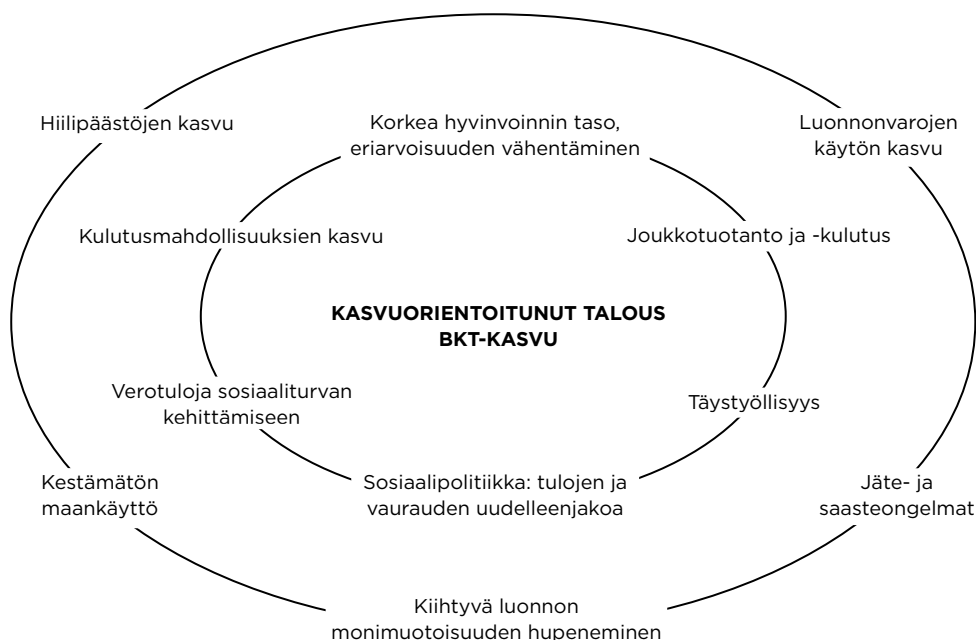 Hiilipäästöjen kasvu
Korkea hyvinvoinnin taso,
eriarvoisuuden vähentäminen
Luonnonvarojen
käytön kasvu
Kulutusmahdollisuuksien kasvu
Joukkotuotanto ja -kulutus
KASVUORIENTOITUNUT TALOUS
BKT-KASVU
Verotuloja sosiaaliturvan
kehittämiseen
Täystyöllisyys
Kestämätön
maankäyttö
Sosiaalipolitiikka: tulojen ja
vaurauden uudelleenjakoa
Jäte- ja
saasteongelmat
Kiihtyvä luonnon
monimuotoisuuden hupeneminen